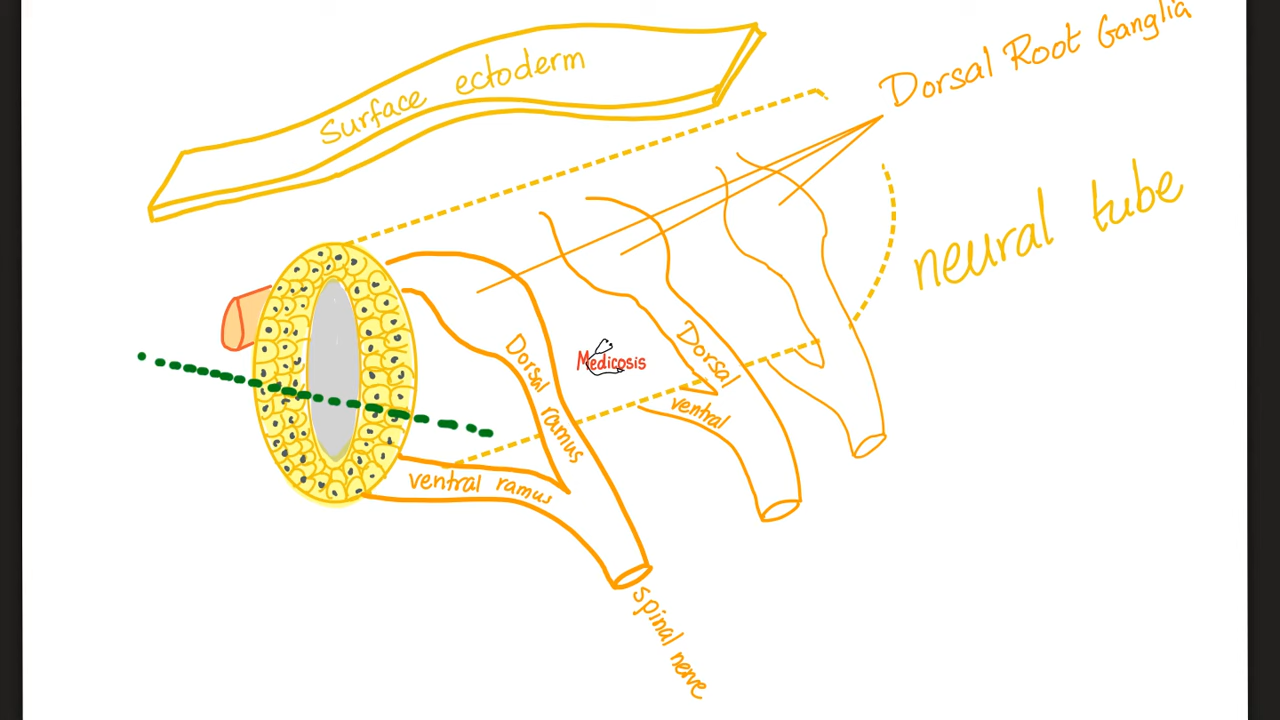 Surface ectoderm
Dorsal Root Ganglia
neural tube
Dorsal ramus
Medicosis
Dorsal
ventral
ventral ramus
spinal nerve